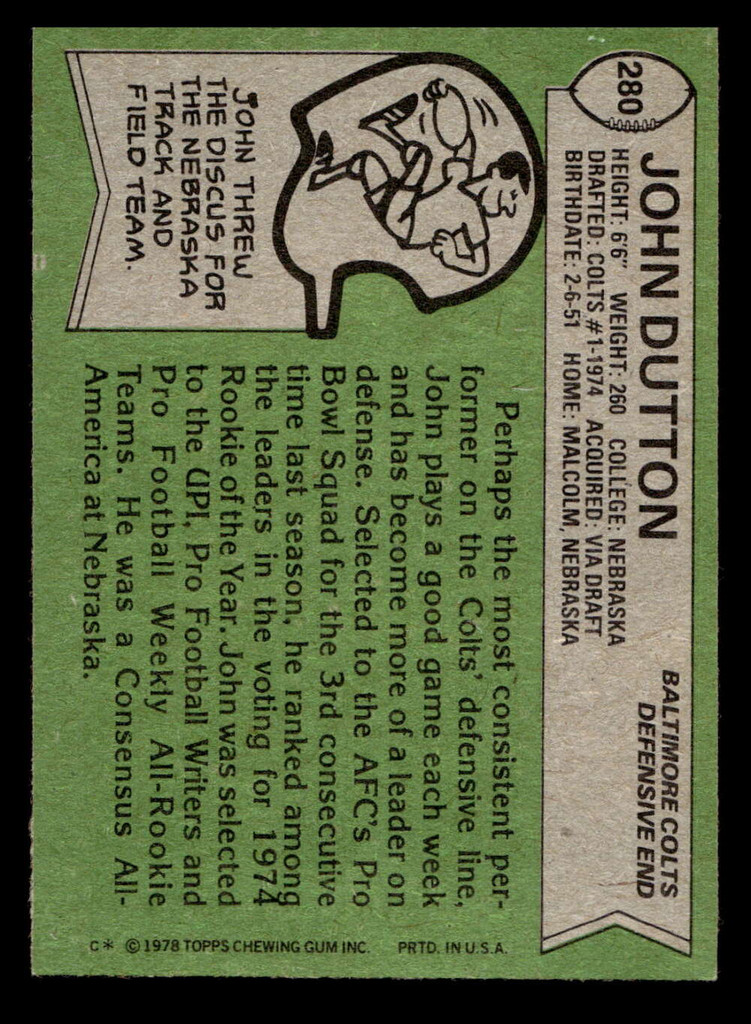 280
JOHN DUTTON
BALTIMORE COLTS
DEFENSIVE END
HEIGHT: 6'6" WEIGHT: 260 COLLEGE: NEBRASKA
DRAFTED: COLTS #1-1974 ACQUIRED: VIA DRAFT
BIRTHDATE: 2-6-51 HOME: MALCOLM, NEBRASKA
JOHN THREW
THE DISCUS FOR
THE NEBRASKA
TRACK AND
FIELD TEAM.
Perhaps the most consistent per-
former on the Colts' defensive line,
John plays a good game each week
and has become more of a leader on
defense. Selected to the AFC's Pro
Bowl Squad for the 3rd consecutive
time last season, he ranked among
the leaders in the voting for 1974
Rookie of the Year. John was selected
to the UPI, Pro Football Writers and
Pro Football Weekly All-Rookie
Teams. He was a Consensus All-
America at Nebraska.
C* © 1978 TOPPS CHEWING GUM INC. PRTD. IN U.S.A.